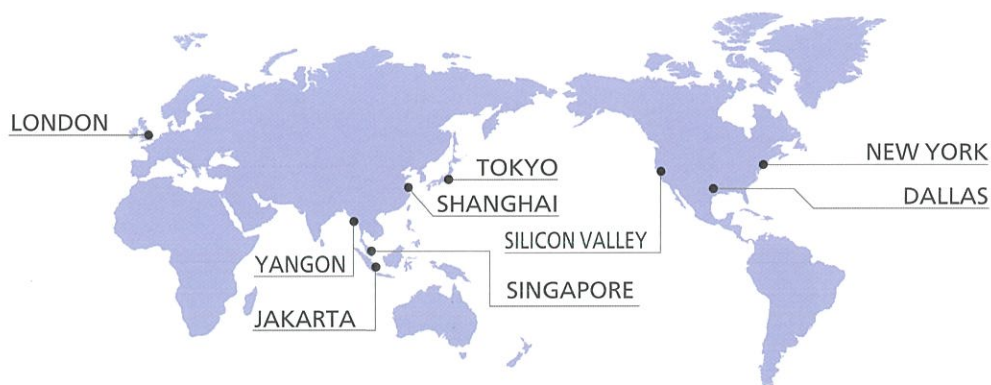 LONDON
TOKYO
NEW YORK
SHANGHAI
DALLAS
SILICON VALLEY
YANGON
SINGAPORE
JAKARTA